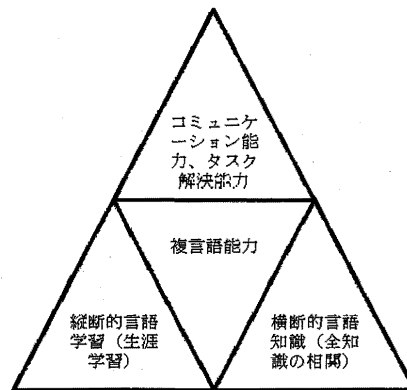 コミュニケ
ーション能
力、タスク
解決能力
複言語能力
縦断的言語
学習（生涯
学習）
横断的言語
知識（全知
識の相関）